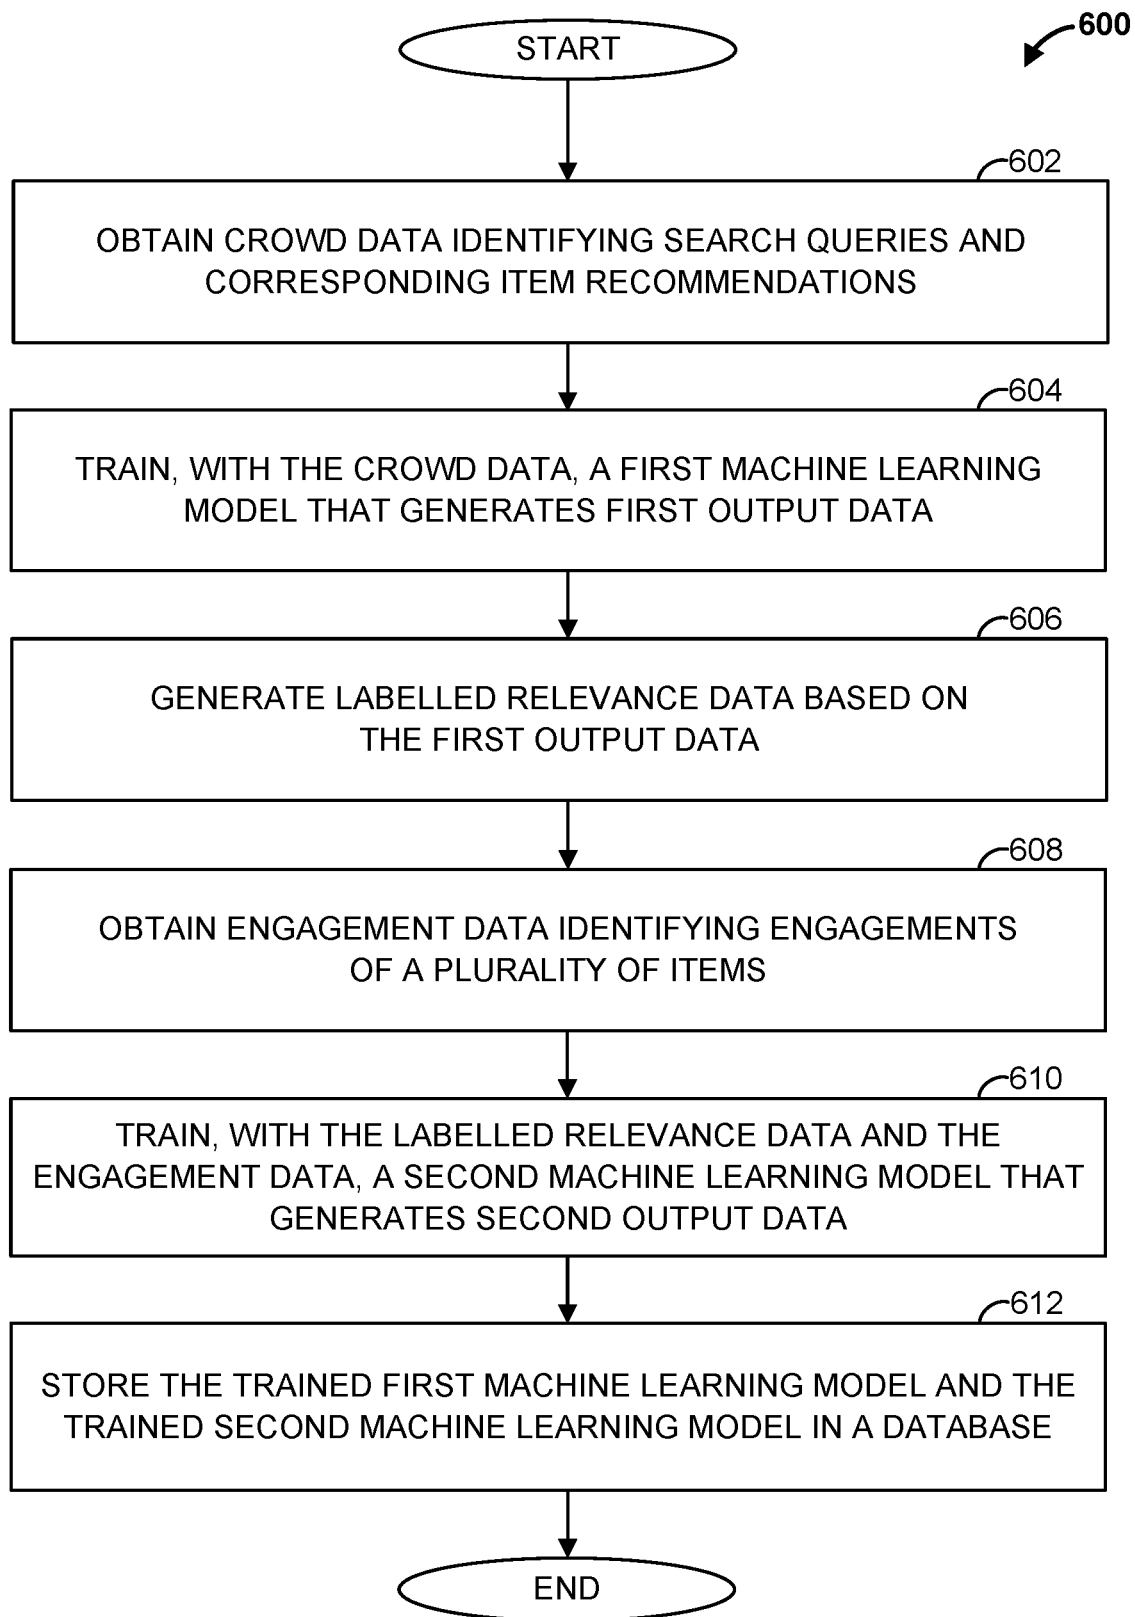 START
600
602
OBTAIN CROWD DATA IDENTIFYING SEARCH QUERIES AND
CORRESPONDING ITEM RECOMMENDATIONS
604
TRAIN, WITH THE CROWD DATA, A FIRST MACHINE LEARNING
MODEL THAT GENERATES FIRST OUTPUT DATA
606
GENERATE LABELLED RELEVANCE DATA BASED ON
THE FIRST OUTPUT DATA
608
OBTAIN ENGAGEMENT DATA IDENTIFYING ENGAGEMENTS
OF A PLURALITY OF ITEMS
610
TRAIN, WITH THE LABELLED RELEVANCE DATA AND THE
ENGAGEMENT DATA, A SECOND MACHINE LEARNING MODEL THAT
GENERATES SECOND OUTPUT DATA
612
STORE THE TRAINED FIRST MACHINE LEARNING MODEL AND THE
TRAINED SECOND MACHINE LEARNING MODEL IN A DATABASE
END